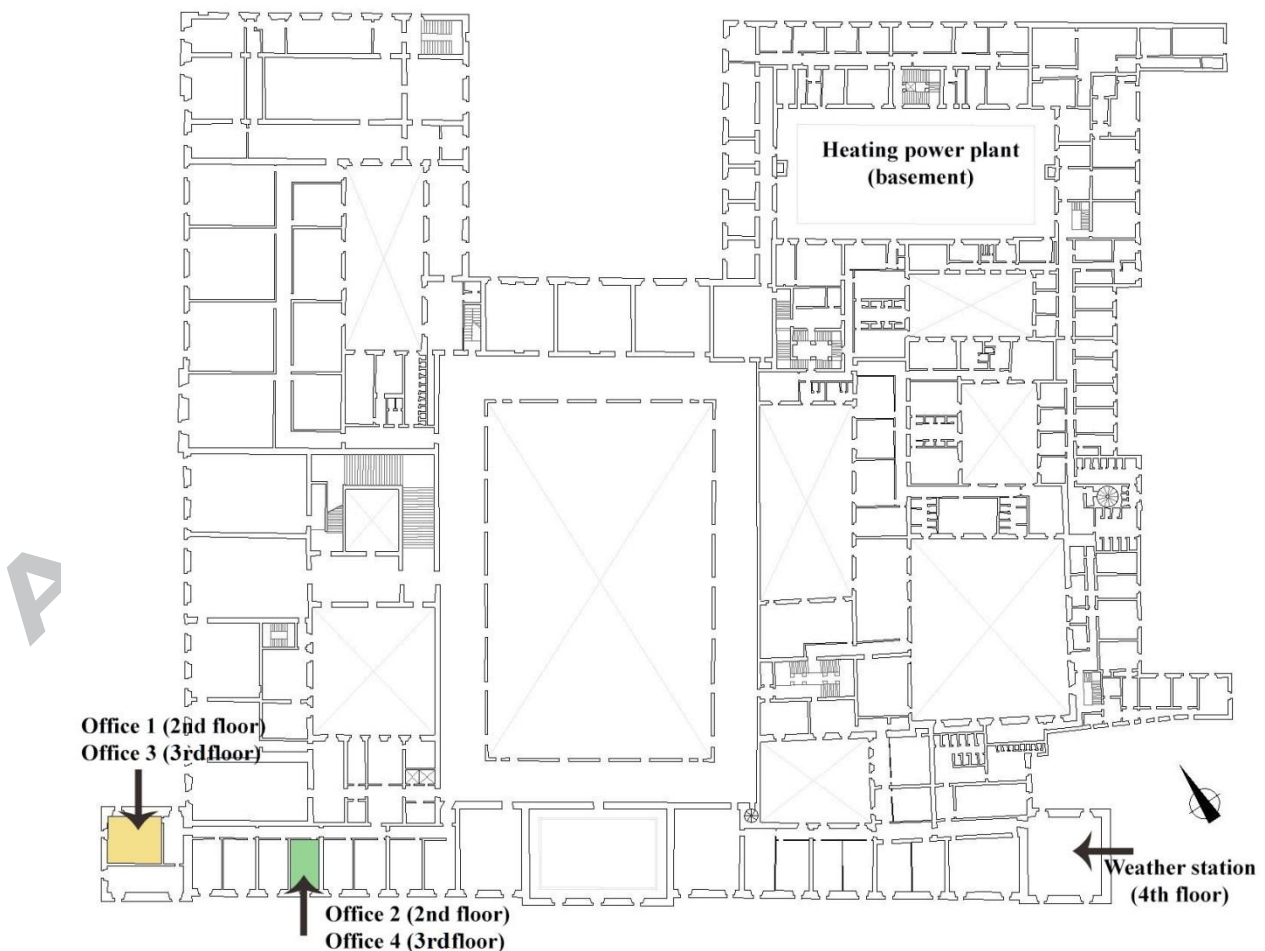 Heating power plant
(basement)
A
Office 1 (2nd floor)
Office 3 (3rdfloor)
Weather station
(4th floor)
Office 2 (2nd floor)
Office 4 (3rdfloor)